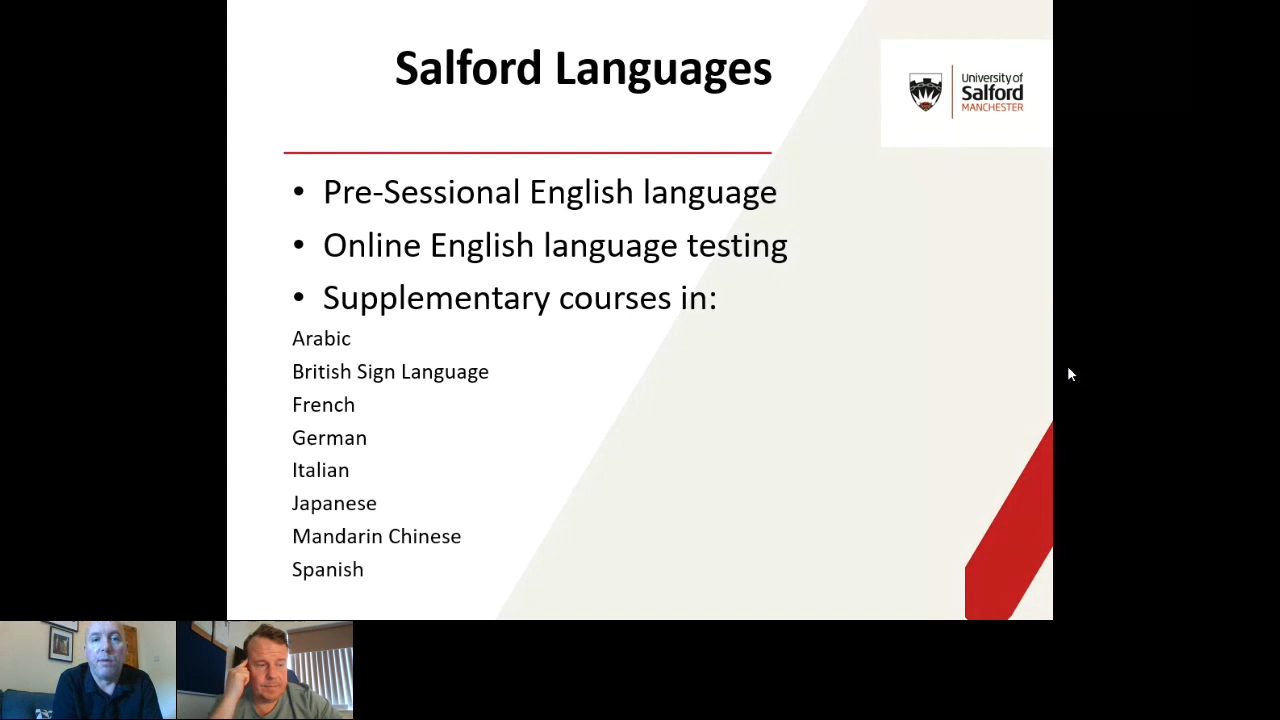 Salford Languages
University of
Salford
MANCHESTER
• Pre-Sessional English language
• Online English language testing
• Supplementary courses in:
Arabic
British Sign Language
French
German
Italian
Japanese
Mandarin Chinese
Spanish